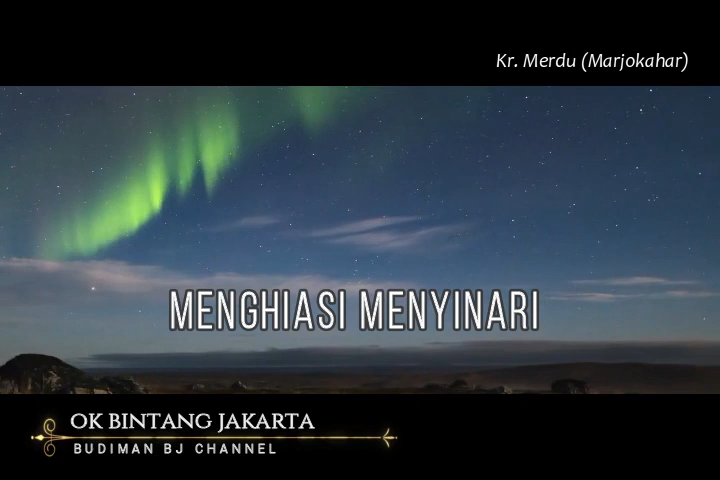 Kr. Merdu (Marjokahar)
MENGHIASI MENYINARI
OK BINTANG JAKARTA
BUDIMAN BJ CHANNEL